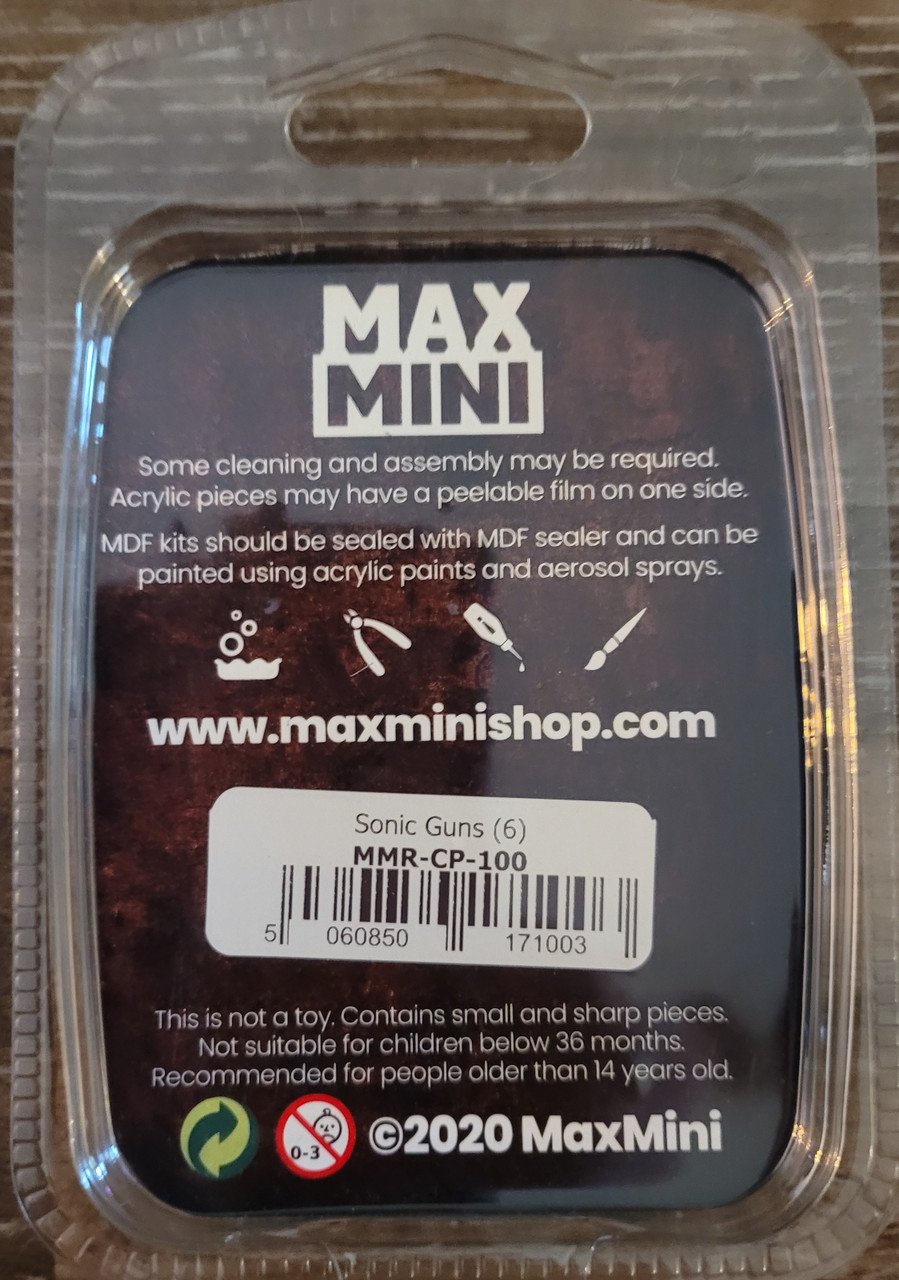 MAX
MINI
Some cleaning and assembly may be required.
Acrylic pieces may have a peelable film on one side.
MDF kits should be sealed with MDF sealer and can be
painted using acrylic paints and aerosol sprays.
www.maxminishop.com
Sonic Guns (6)
MMR-CP-100
5 060850 171003
This is not a toy. Contains small and sharp pieces.
Not suitable for children below 36 months.
Recommended for people older than 14 years old.
0-3 ©2020 MaxMini